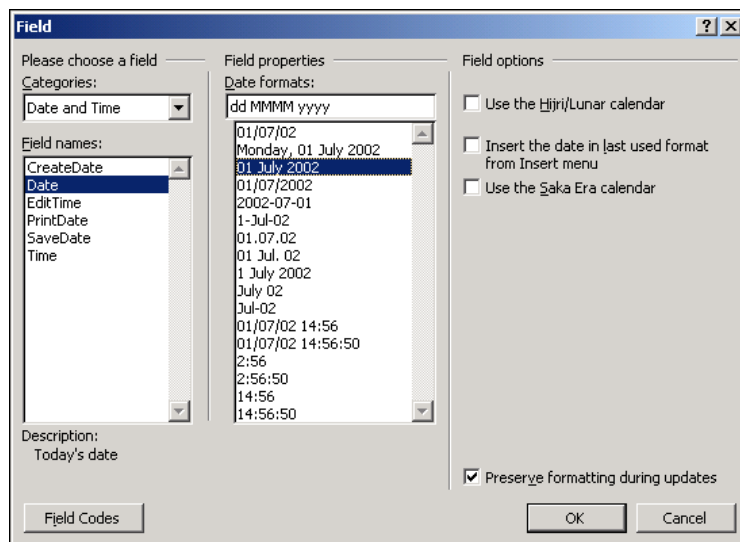 Field
Please choose a field
Categories:
Date and Time
Field names:
CreateDate
Date
EditTime
PrintDate
SaveDate
Time
Description:
Today's date
Field Codes
Field properties
Date formats:
dd MMMM yyyy
01/07/02
Monday, 01 July 2002
01 July 2002
01/07/2002
2002-07-01
1-Jul-02
01.07.02
01 Jul. 02
1 July 2002
July 02
Jul-02
01/07/02 14:56
01/07/02 14:56:50
2:56
2:56:50
14:56
14:56:50
Field options
Use the Hijri/Lunar calendar
Insert the date in last used format
from Insert menu
Use the Saka Era calendar
Preserve formatting during updates
OK
Cancel